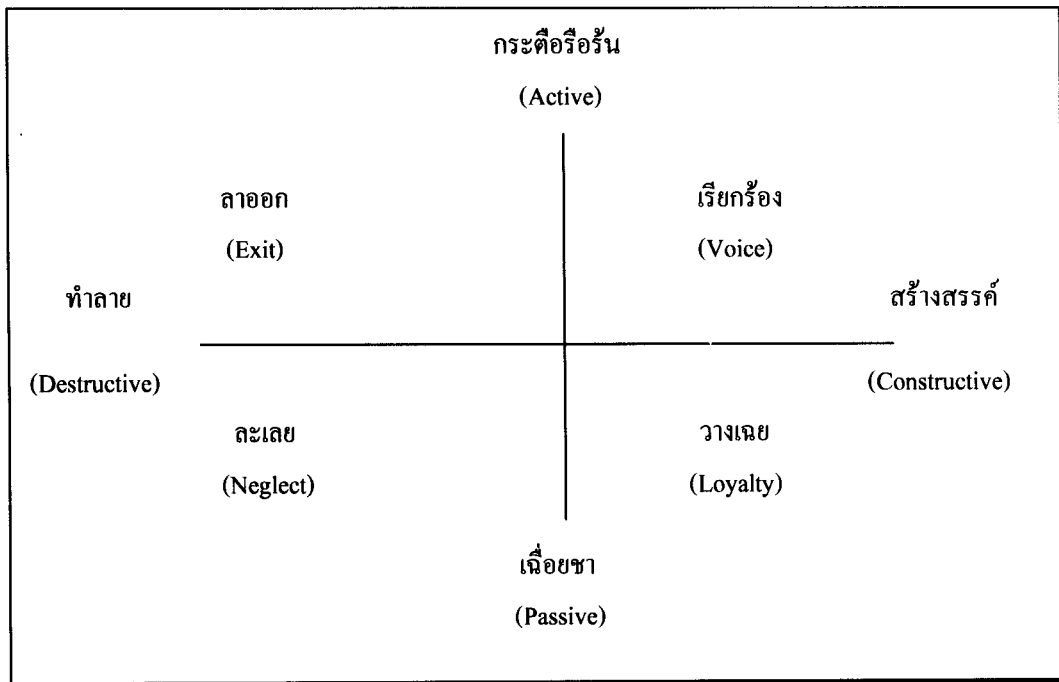 กระตือรือร้น
(Active)
ลาออก
เรียกร้อง
(Exit)
(Voice)
ทำลาย
สร้างสรรค์
(Destructive)
(Constructive)
ละเลย
วางเฉย
(Neglect)
(Loyalty)
เฉื่อยชา
(Passive)